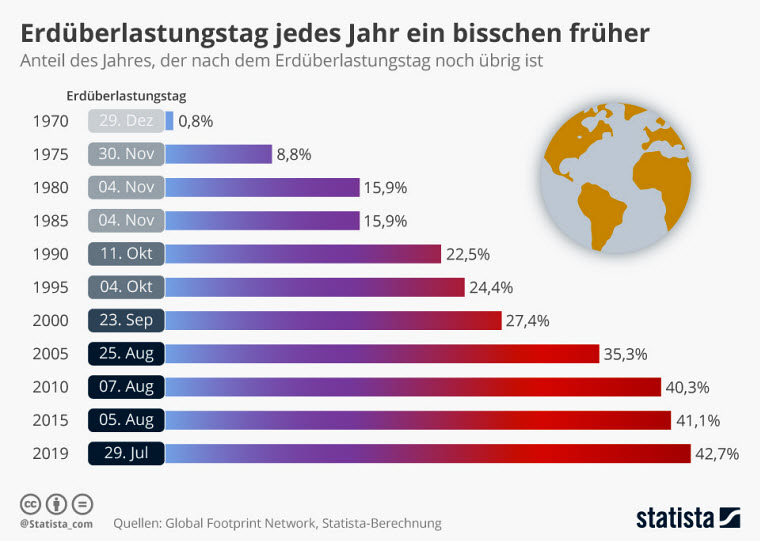 Erdüberlastungstag jedes Jahr ein bisschen früher
Anteil des Jahres, der nach dem Erdüberlastungstag noch übrig ist
Erdüberlastungstag
1970 29. Dez 0,8%
1975 30. Nov 8,8%
1980 04. Nov 15,9%
1985 04. Nov 15,9%
1990 11. Okt 22,5%
1995 04. Okt 24,4%
2000 23. Sep 27,4%
2005 25. Aug 35,3%
2010 07. Aug 40,3%
2015 05. Aug 41,1%
2019 29. Jul 42,7%
cc
@Statista_com Quellen: Global Footprint Network, Statista-Berechnung
statista